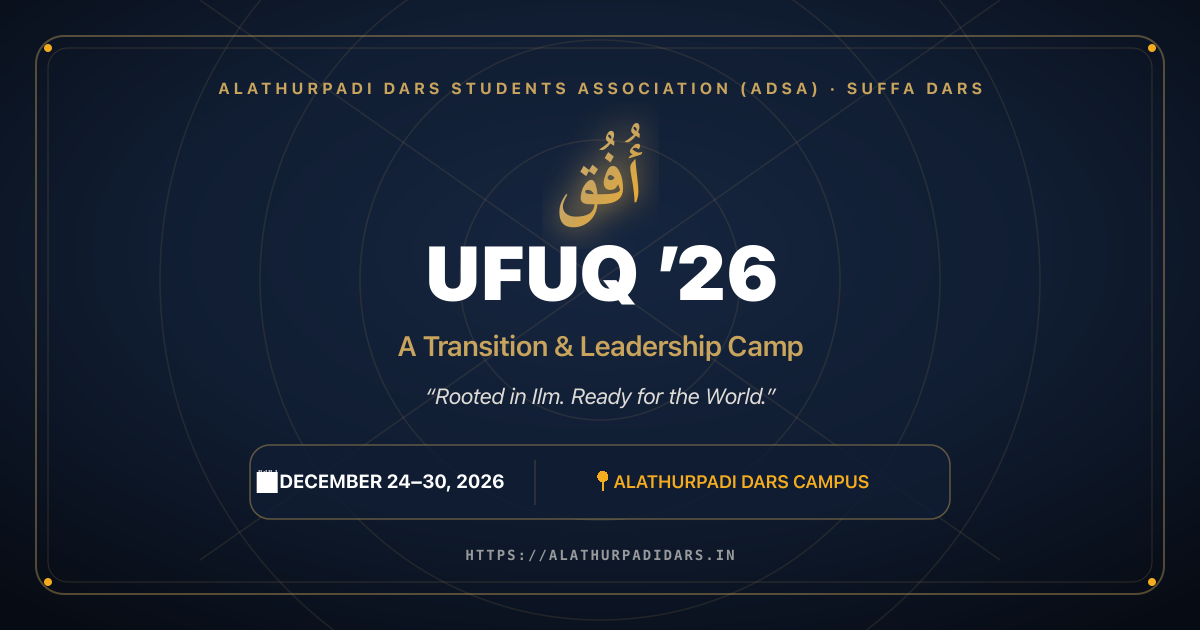 ALATHURPADI DARS STUDENTS ASSOCIATION (ADSA) · SUFFA DARS
أُفُق
UFUQ ’26
A Transition & Leadership Camp
“Rooted in Ilm. Ready for the World.”
DECEMBER 24–30, 2026
ALATHURPADI DARS CAMPUS
HTTPS://ALATHURPADIDARS.IN